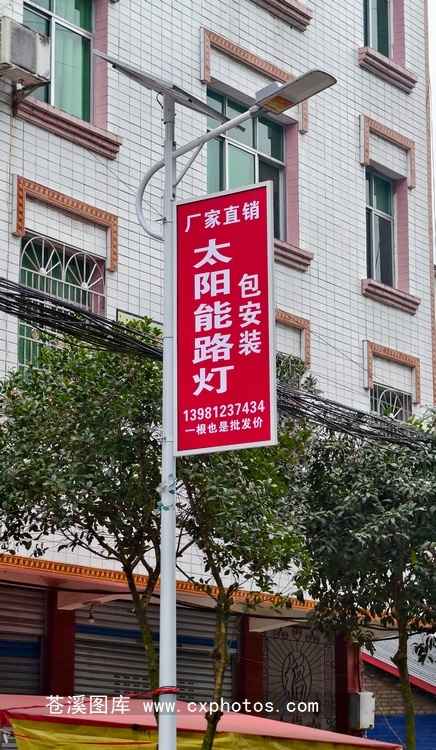 厂家直销
太阳能路灯
包安装
13981237434
一根也是批发价
福
苍溪图库 www.cxphotos.com